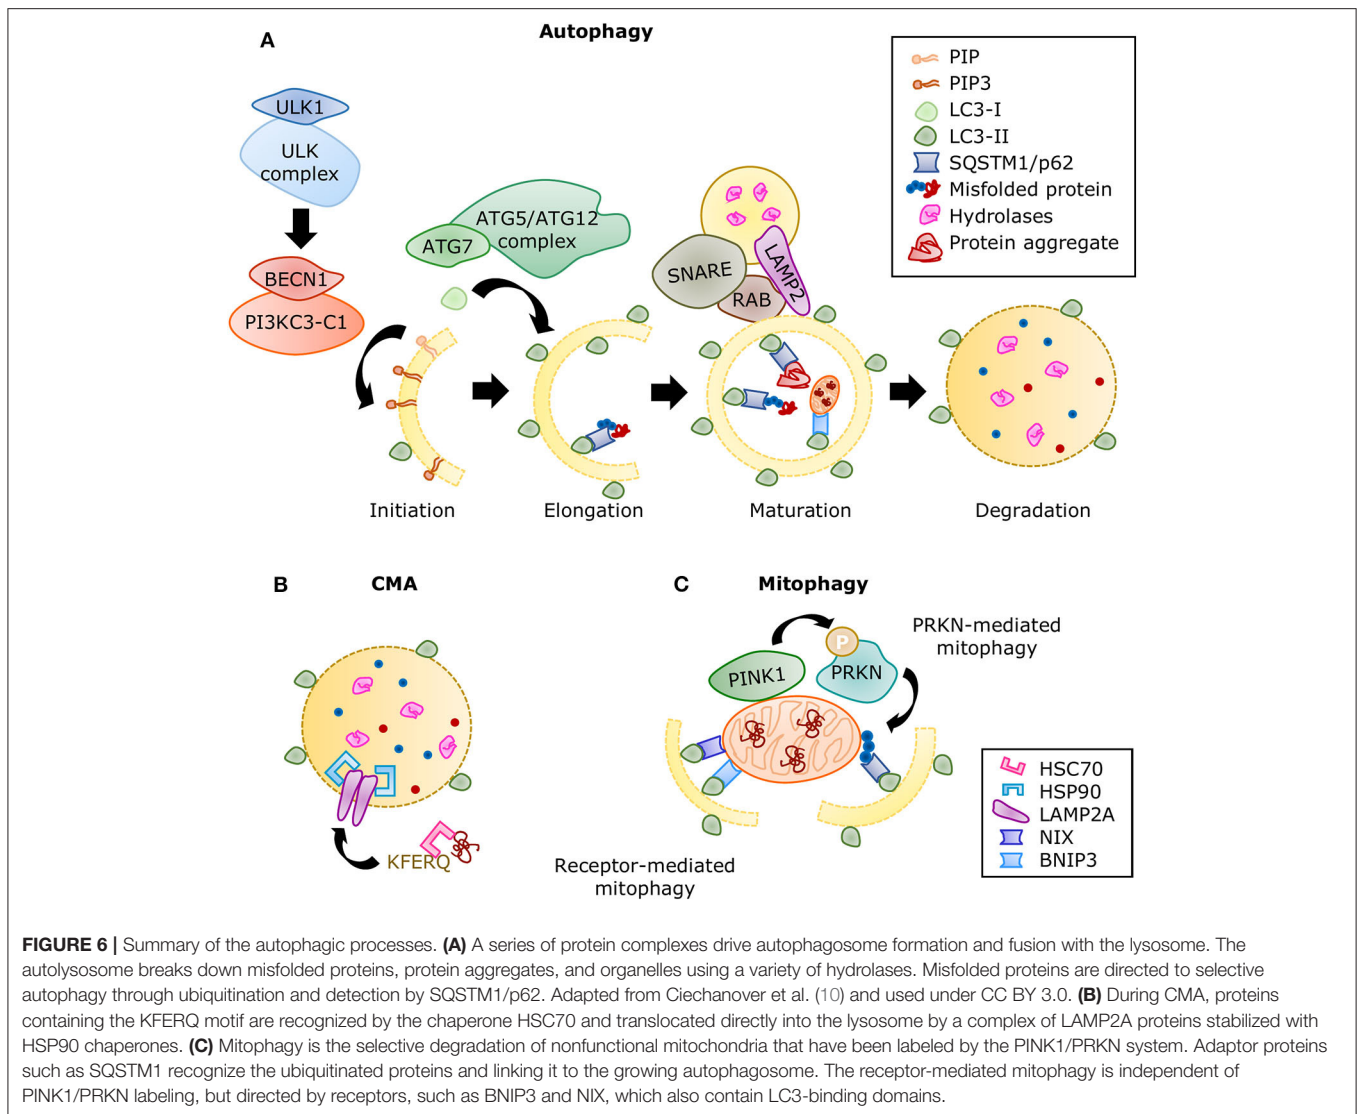 A
Autophagy
PIP
PIP3
LC3-I
LC3-II
SQSTM1/p62
Misfolded protein
Hydrolases
Protein aggregate
ULK1
ULK
complex
BECN1
PI3KC3-C1
ATG5/ATG12
complex
ATG7
SNARE
RAB
LAMP2
Initiation
Elongation
Maturation
Degradation
B
CMA
KFERQ
C
Mitophagy
PRKN-mediated
mitophagy
P
PINK1
PRKN
Receptor-mediated
mitophagy
HSC70
HSP90
LAMP2A
NIX
BNIP3
FIGURE 6 | Summary of the autophagic processes. (A) A series of protein complexes drive autophagosome formation and fusion with the lysosome. The
autolysosome breaks down misfolded proteins, protein aggregates, and organelles using a variety of hydrolases. Misfolded proteins are directed to selective
autophagy through ubiquitination and detection by SQSTM1/p62. Adapted from Ciechanover et al. (10) and used under CC BY 3.0. (B) During CMA, proteins
containing the KFERQ motif are recognized by the chaperone HSC70 and translocated directly into the lysosome by a complex of LAMP2A proteins stabilized with
HSP90 chaperones. (C) Mitophagy is the selective degradation of nonfunctional mitochondria that have been labeled by the PINK1/PRKN system. Adaptor proteins
such as SQSTM1 recognize the ubiquitinated proteins and linking it to the growing autophagosome. The receptor-mediated mitophagy is independent of
PINK1/PRKN labeling, but directed by receptors, such as BNIP3 and NIX, which also contain LC3-binding domains.